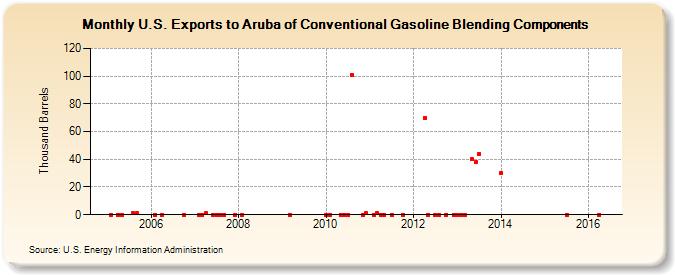 Monthly U.S. Exports to Aruba of Conventional Gasoline Blending Components
Thousand Barrels
120
100
80
60
40
20
0
2006 2008 2010 2012 2014 2016
Source: U.S. Energy Information Administration